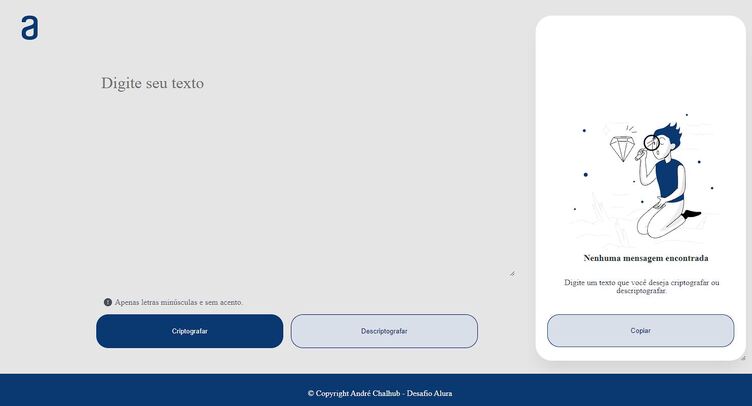 a
Digite seu texto
Apenas letras minúsculas e sem acento.
Criptografar
Descriptografar
Nenhuma mensagem encontrada
Digite um texto que você deseja criptografar ou
descriptografar.
Copiar
© Copyright André Chalhub - Desafio Alura